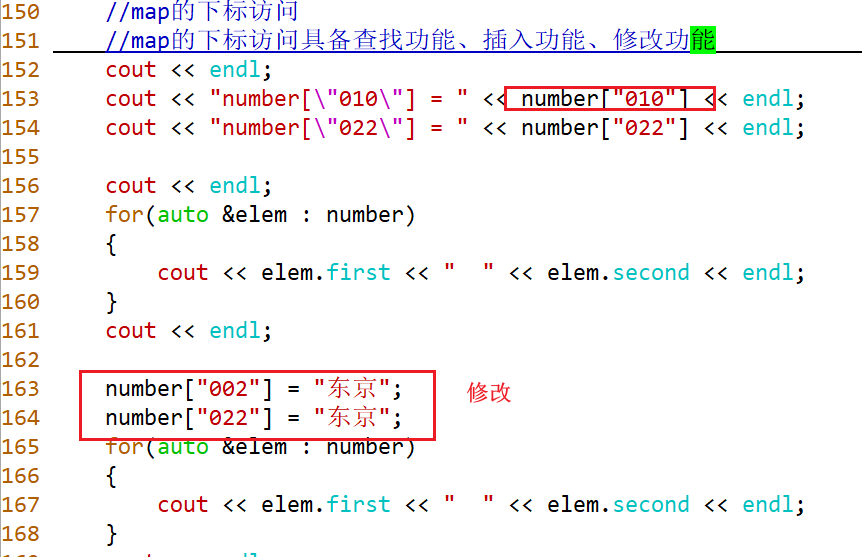 150 //map的下标访问
151 //map的下标访问具备查找功能、插入功能、修改功能
152 cout << endl;
153 cout << "number[\"010\"] = " << number["010"] << endl;
154 cout << "number[\"022\"] = " << number["022"] << endl;
155
156 cout << endl;
157 for(auto &elem : number)
158 {
159 cout << elem.first << "  " << elem.second << endl;
160 }
161 cout << endl;
162
163 number["002"] = "东京"; 修改
164 number["022"] = "东京";
165 for(auto &elem : number)
166 {
167 cout << elem.first << "  " << elem.second << endl;
168 }